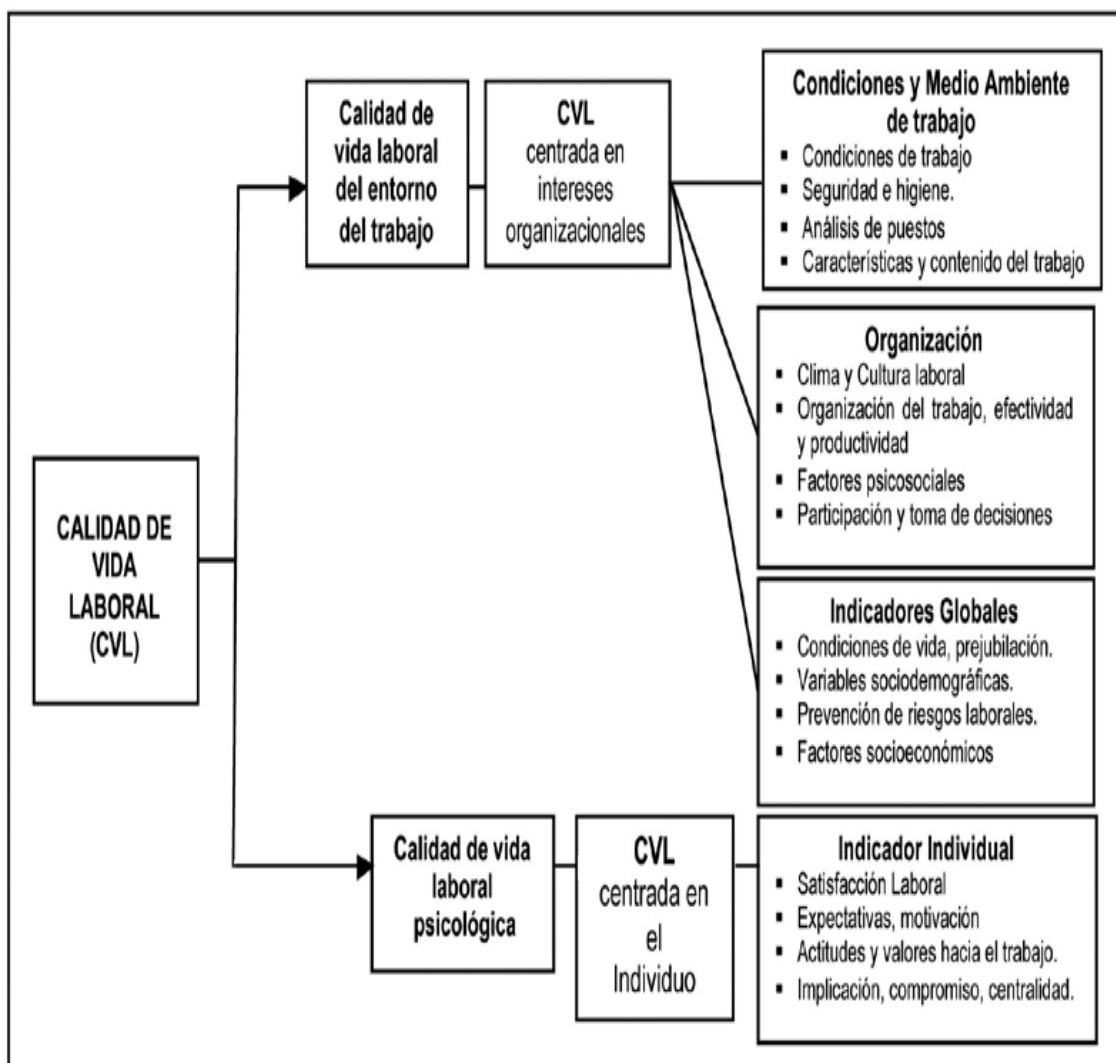 Calidad de
vida laboral
del entorno
del trabajo
CVL
centrada en
intereses
organizacionales
Condiciones y Medio Ambiente
de trabajo
▪ Condiciones de trabajo
▪ Seguridad e higiene.
▪ Análisis de puestos
▪ Características y contenido del trabajo
Organización
▪ Clima y Cultura laboral
▪ Organización del trabajo, efectividad
y productividad
▪ Factores psicosociales
▪ Participación y toma de decisiones
CALIDAD DE
VIDA
LABORAL
(CVL)
Indicadores Globales
▪ Condiciones de vida, prejubilación.
▪ Variables sociodemográficas.
▪ Prevención de riesgos laborales.
▪ Factores socioeconómicos
Calidad de vida
laboral
psicológica
CVL
centrada en
el
Individuo
Indicador Individual
▪ Satisfacción Laboral
▪ Expectativas, motivación
▪ Actitudes y valores hacia el trabajo.
▪ Implicación, compromiso, centralidad.